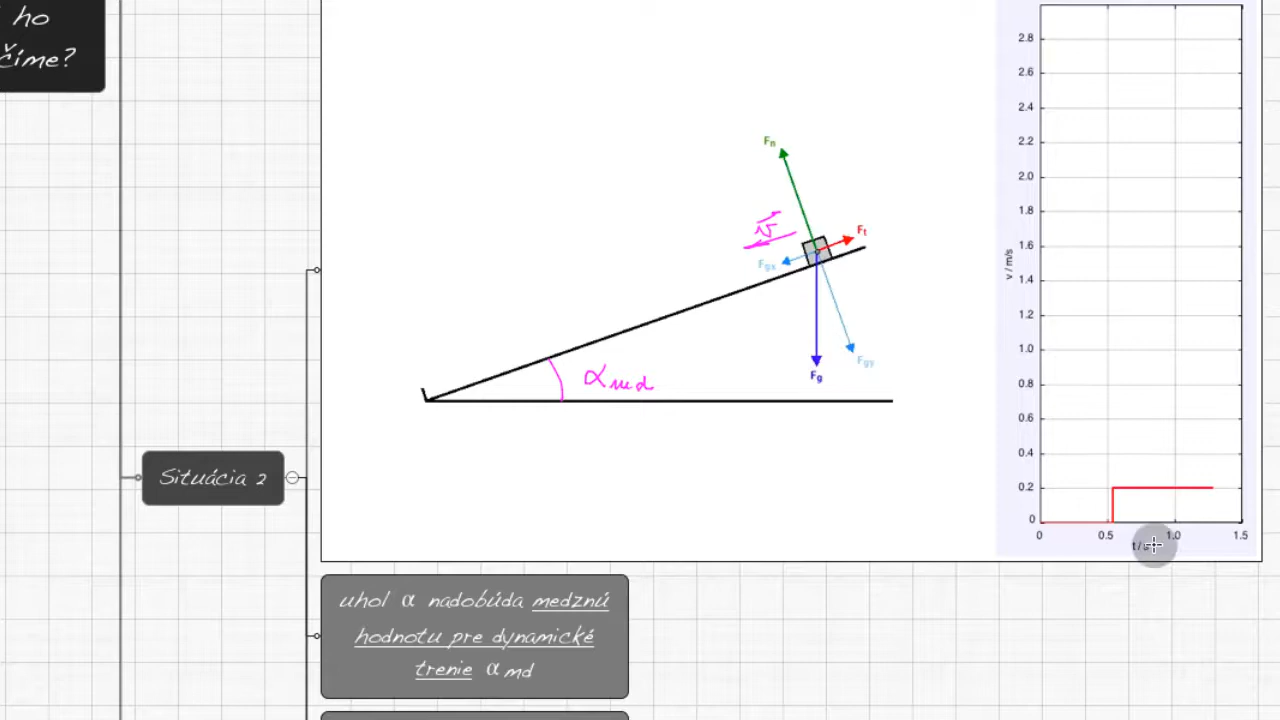 ho
číme?
Fn
v
Ft
Fgx
Fgy
Fg
αmd
2.8
2.6
2.4
2.2
2.0
1.8
1.6
1.4
1.2
1.0
0.8
0.6
0.4
0.2
0
v / m/s
0
0.5
1.0
1.5
Situácia 2
uhol α nadobúda medznú
hodnotu pre dynamické
trenie αmd